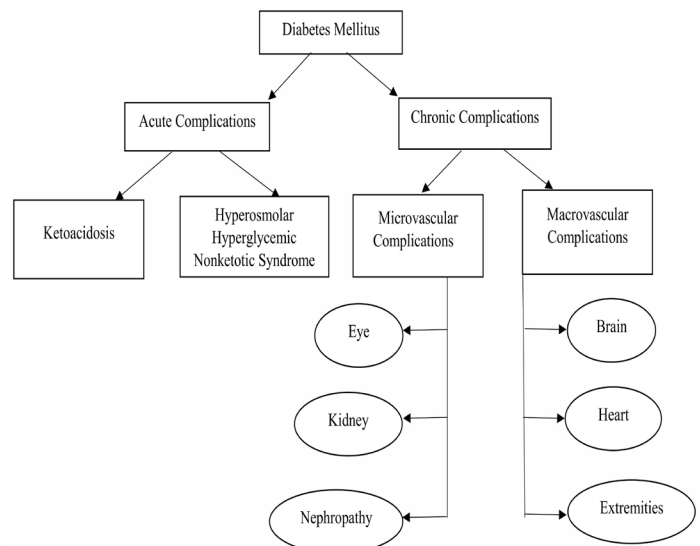 Diabetes Mellitus
Acute Complications
Chronic Complications
Ketoacidosis
Hyperosmolar
Hyperglycemic
Nonketotic Syndrome
Microvascular
Complications
Macrovascular
Complications
Eye
Brain
Kidney
Heart
Nephropathy
Extremities